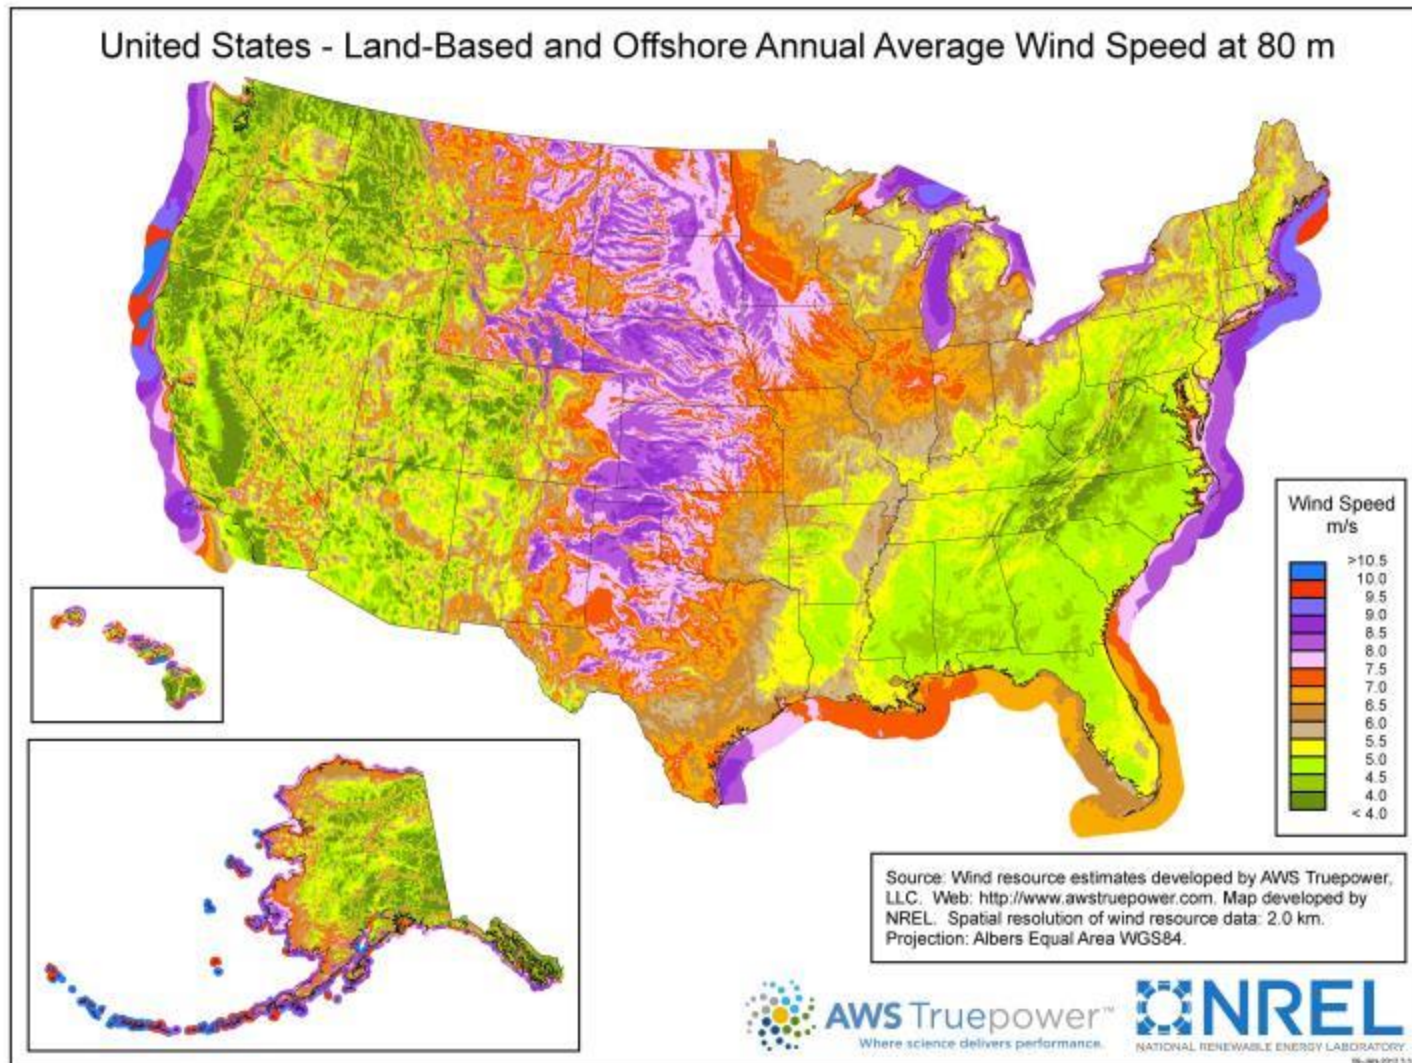 United States - Land-Based and Offshore Annual Average Wind Speed at 80 m
Wind Speed
m/s
>10.5
10.0
9.5
9.0
8.5
8.0
7.5
7.0
6.5
6.0
5.5
5.0
4.5
4.0
< 4.0
Source: Wind resource estimates developed by AWS Truepower,
LLC. Web: http://www.awstruepower.com. Map developed by
NREL. Spatial resolution of wind resource data: 2.0 km.
Projection: Albers Equal Area WGS84.
AWS Truepower™
Where science delivers performance.
NREL
NATIONAL RENEWABLE ENERGY LABORATORY